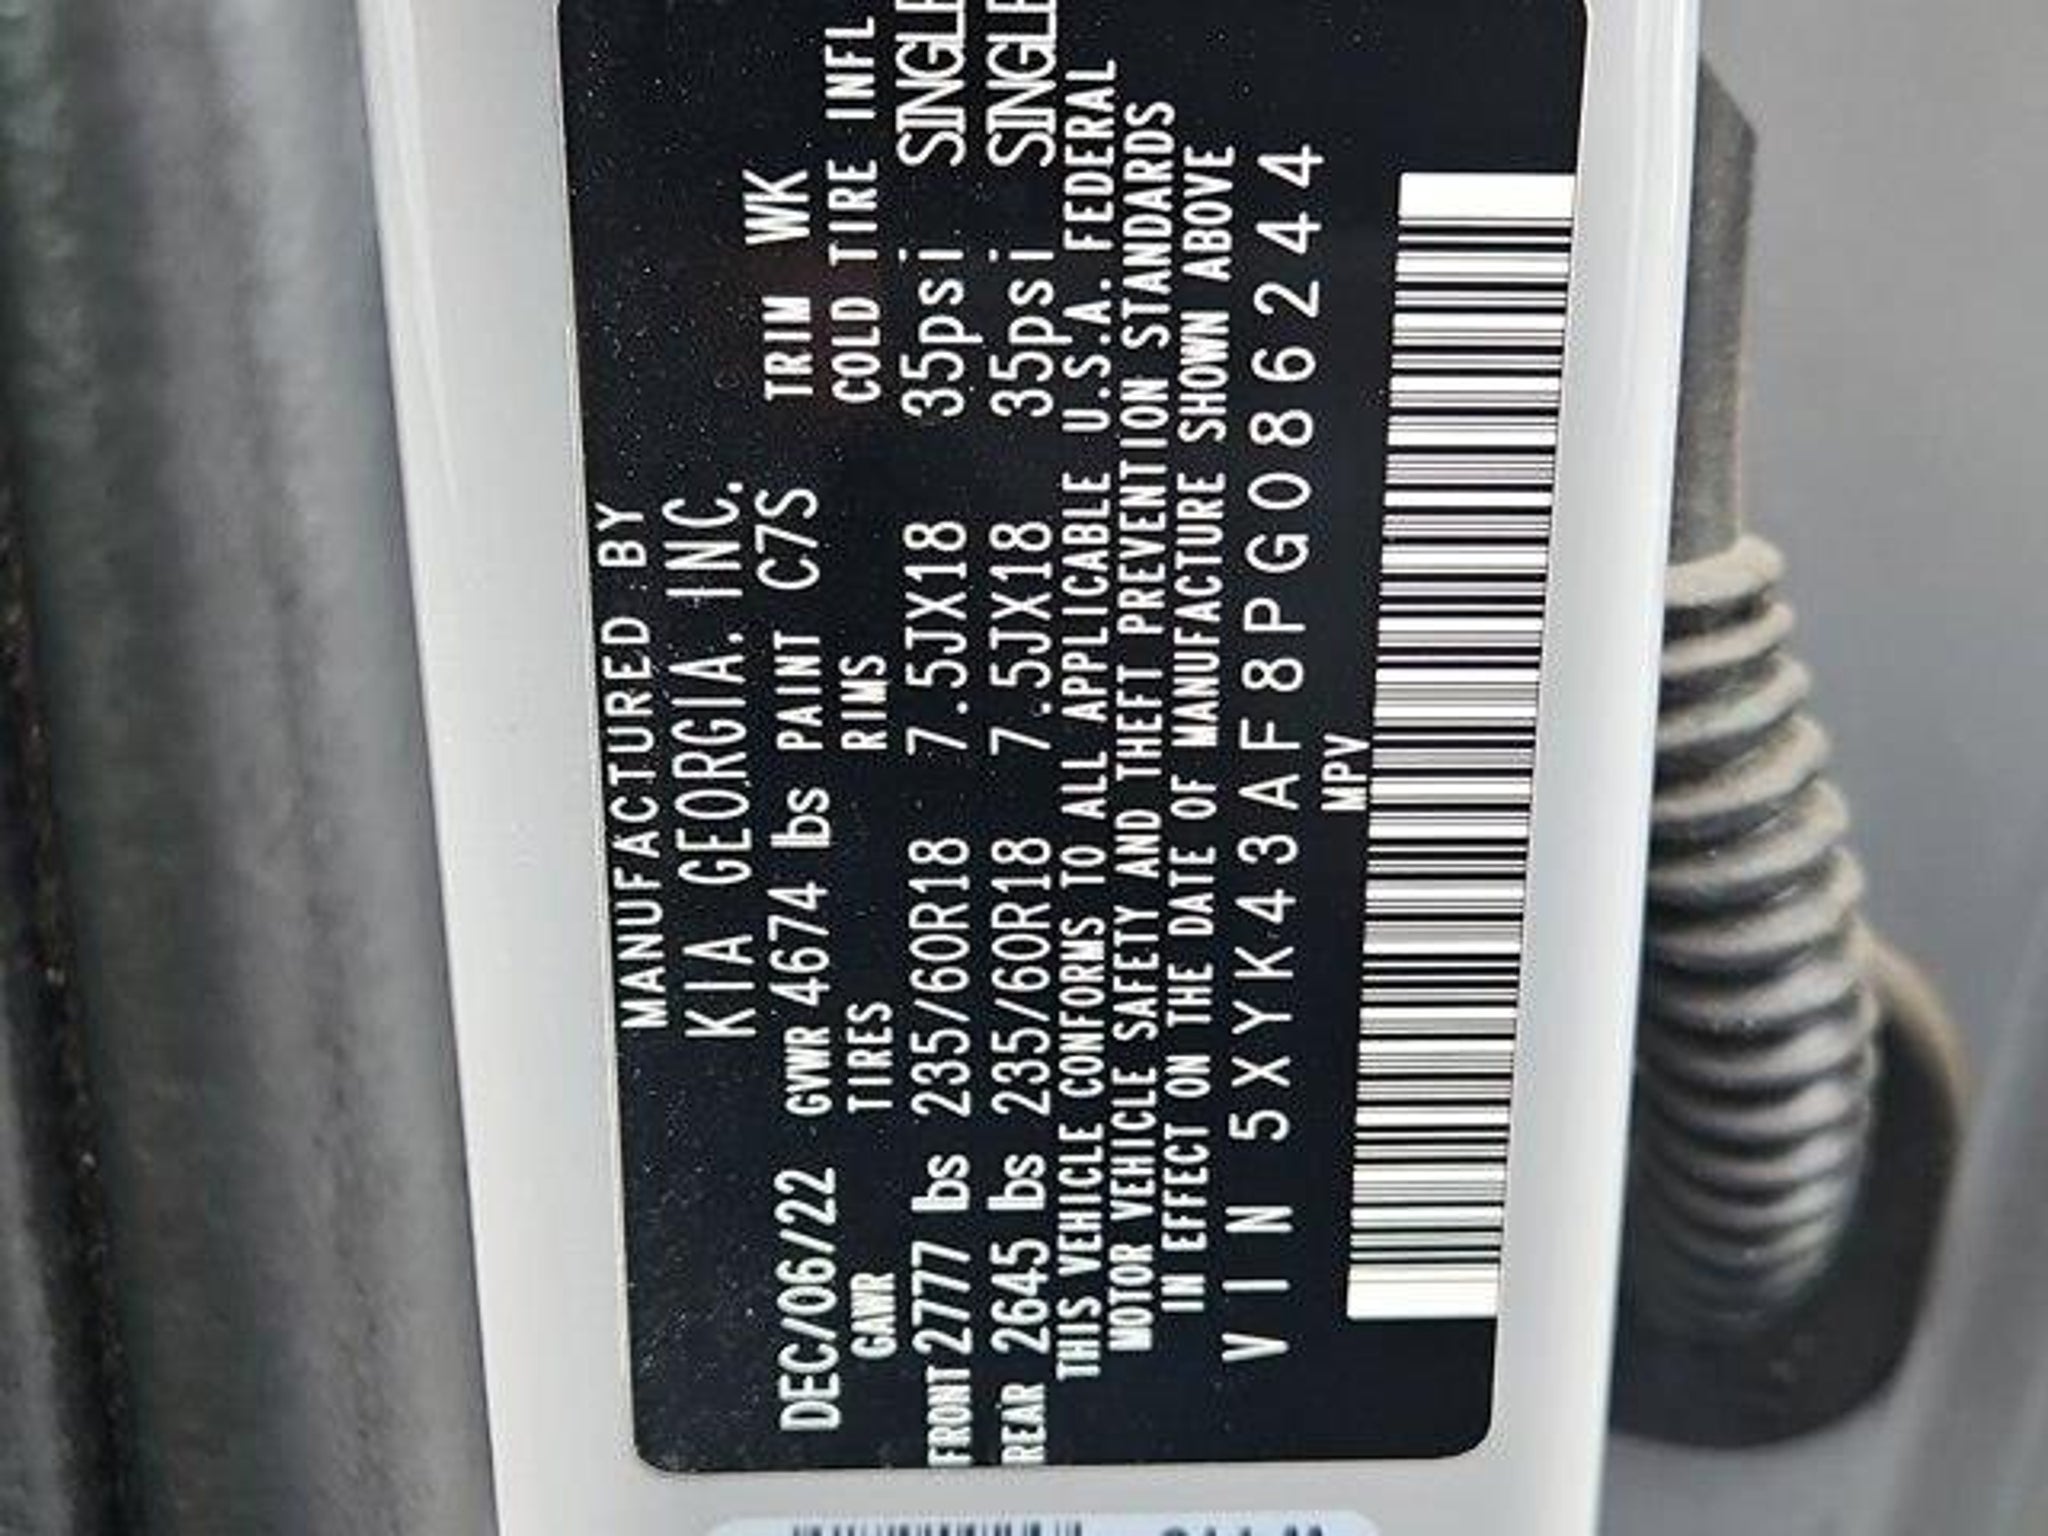 MANUFACTURED BY
KIA GEORGIA. INC.
DEC/06/22 GVWR 4674 lbs PAINT C7S TRIM WK
GAWR TIRES RIMS COLD TIRE INFL
FRONT 2777 lbs 235/60R18 7.5JX18 35psi SINGLE
REAR 2645 lbs 235/60R18 7.5JX18 35psi SINGLE
THIS VEHICLE CONFORMS TO ALL APPLICABLE U.S.A. FEDERAL
MOTOR VEHICLE SAFETY AND THEFT PREVENTION STANDARDS
IN EFFECT ON THE DATE OF MANUFACTURE SHOWN ABOVE
VIN 5XYK43AF8PG086244
MPV